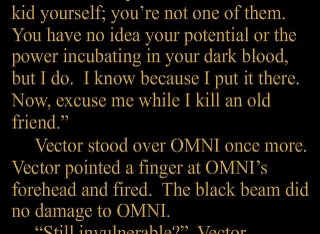 kid yourself; you’re not one of them.
You have no idea your potential or the
power incubating in your dark blood,
but I do.  I know because I put it there.
Now, excuse me while I kill an old
friend.”
Vector stood over OMNI once more.
Vector pointed a finger at OMNI’s
forehead and fired.  The black beam did
no damage to OMNI.
“Still invulnerable?”  Vector